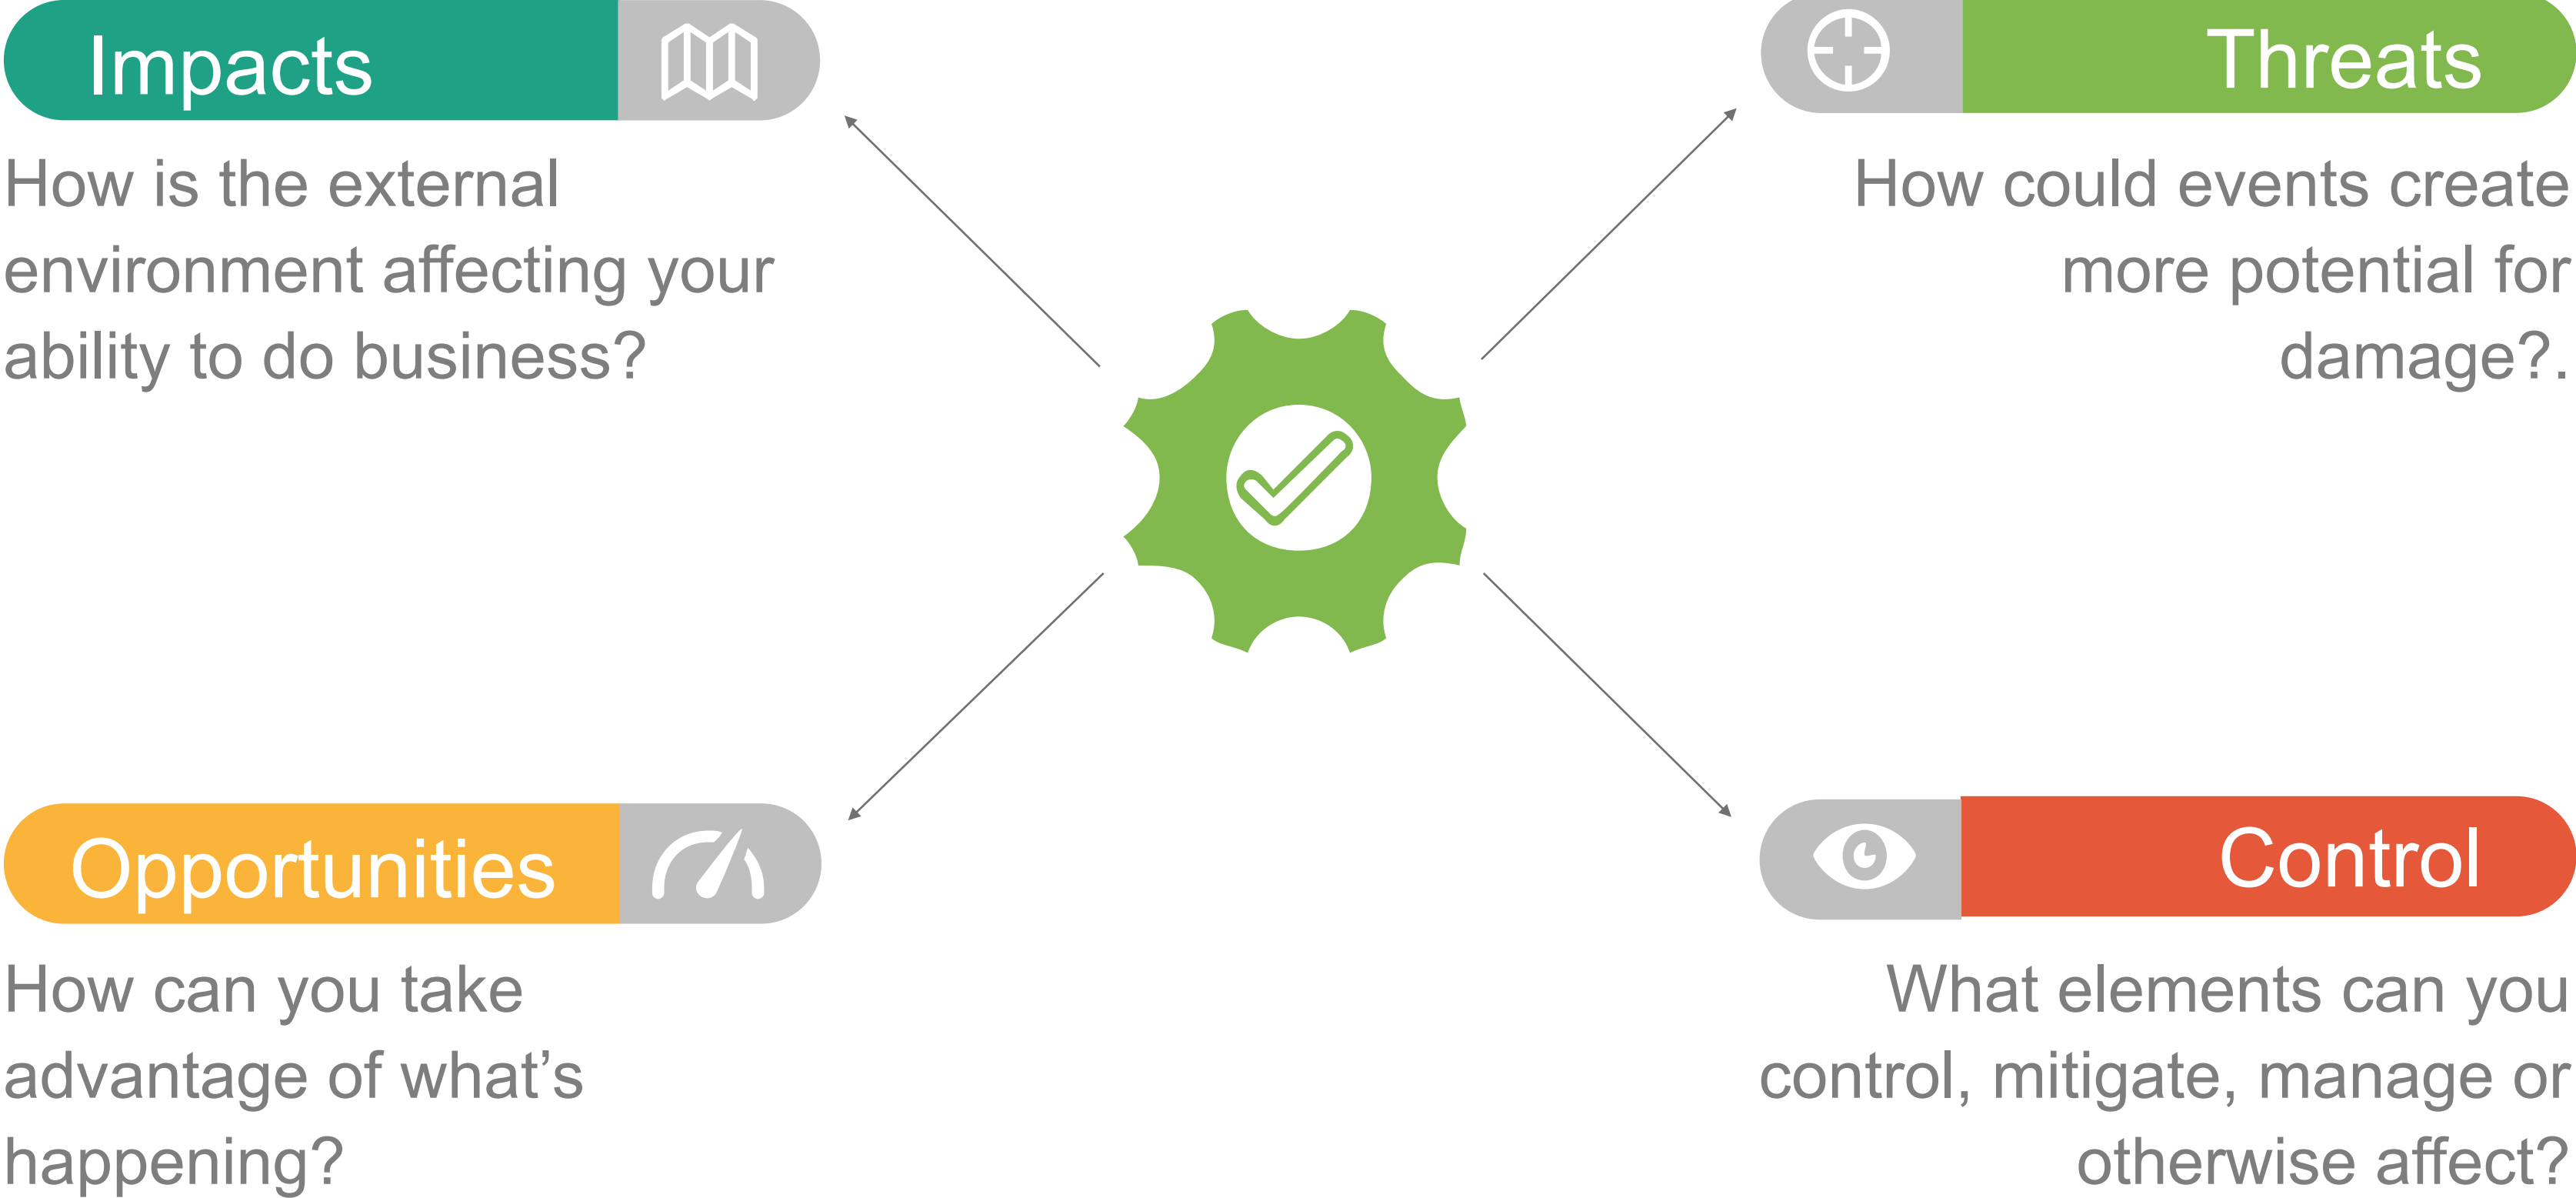 Impacts
How is the external
environment affecting your
ability to do business?
Threats
How could events create
more potential for
damage?.
Opportunities
How can you take
advantage of what’s
happening?
Control
What elements can you
control, mitigate, manage or
otherwise affect?